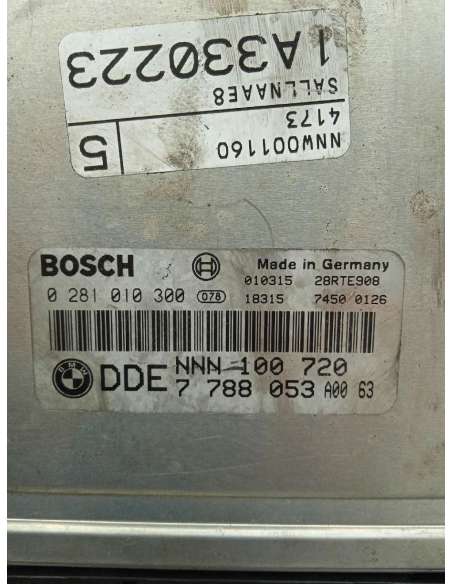 1A330223
SALLNAAE8
4173
NNW001160
5
BOSCH
Made in Germany
0 281 010 300 078
010315 28RTE908
18315 7450 0126
BMW
DDE
NNN 100 720
7 788 053 A00 63